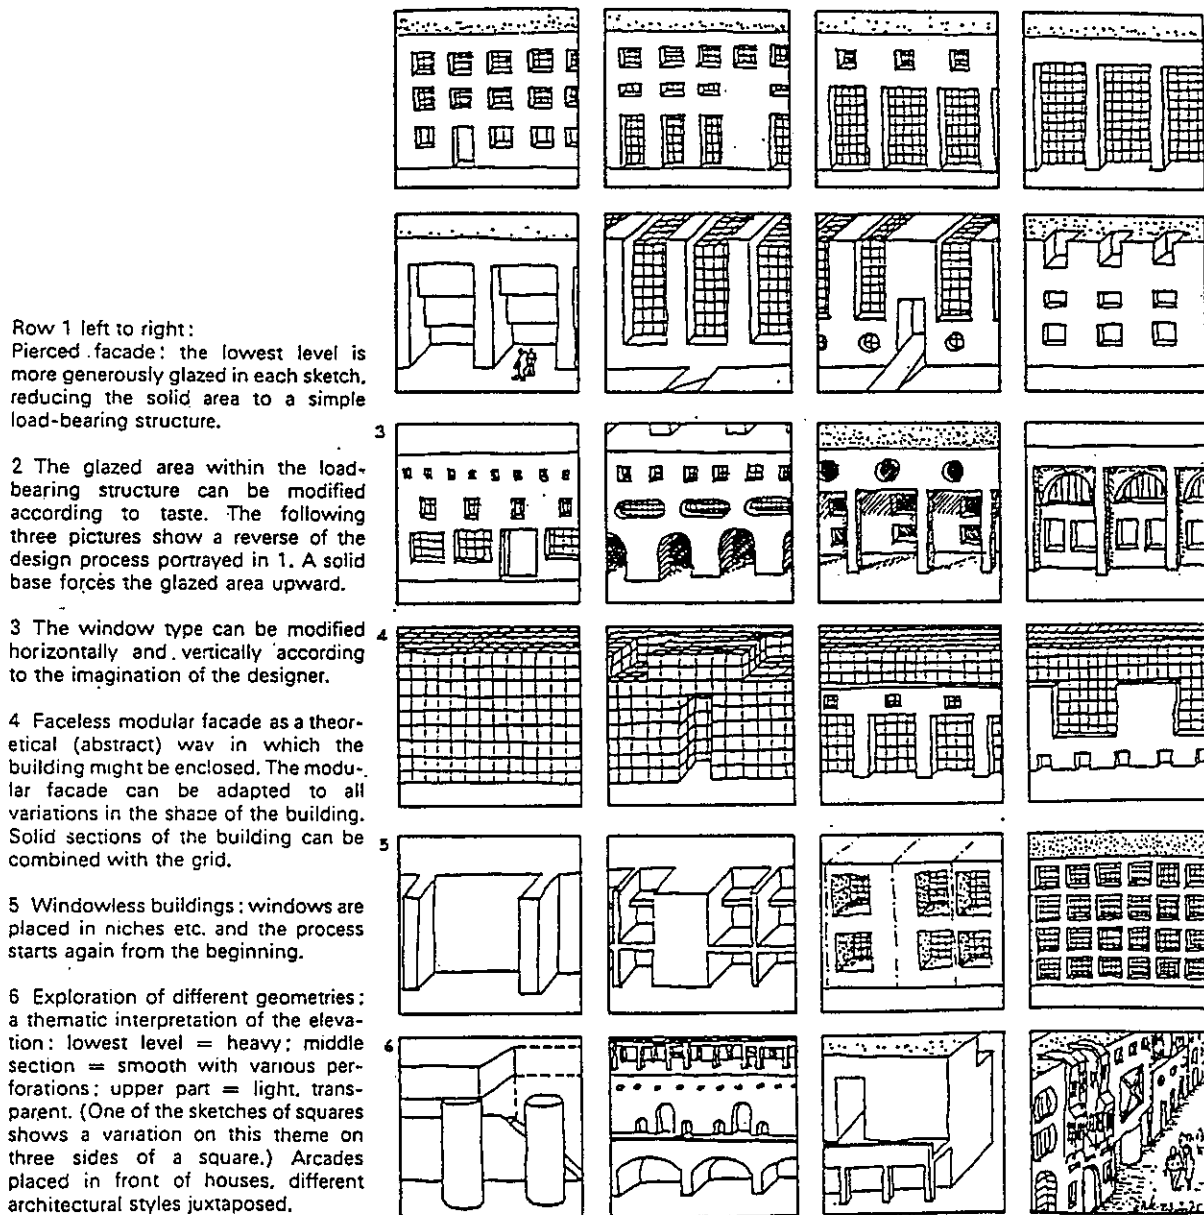 Row 1 left to right:
Pierced facade: the lowest level is
more generously glazed in each sketch,
reducing the solid area to a simple
load-bearing structure.
2 The glazed area within the load-
bearing structure can be modified
according to taste. The following
three pictures show a reverse of the
design process portrayed in 1. A solid
base forces the glazed area upward.
3 The window type can be modified
horizontally and vertically according
to the imagination of the designer.
4 Faceless modular facade as a theor-
etical (abstract) way in which the
building might be enclosed. The modu-
lar facade can be adapted to all
variations in the shape of the building.
Solid sections of the building can be
combined with the grid.
5 Windowless buildings; windows are
placed in niches etc. and the process
starts again from the beginning.
6 Exploration of different geometries;
a thematic interpretation of the eleva-
tion: lowest level = heavy; middle
section = smooth with various per-
forations; upper part = light, trans-
parent. (One of the sketches of squares
shows a variation on this theme on
three sides of a square.) Arcades
placed in front of houses, different
architectural styles juxtaposed.
3
4
5
6